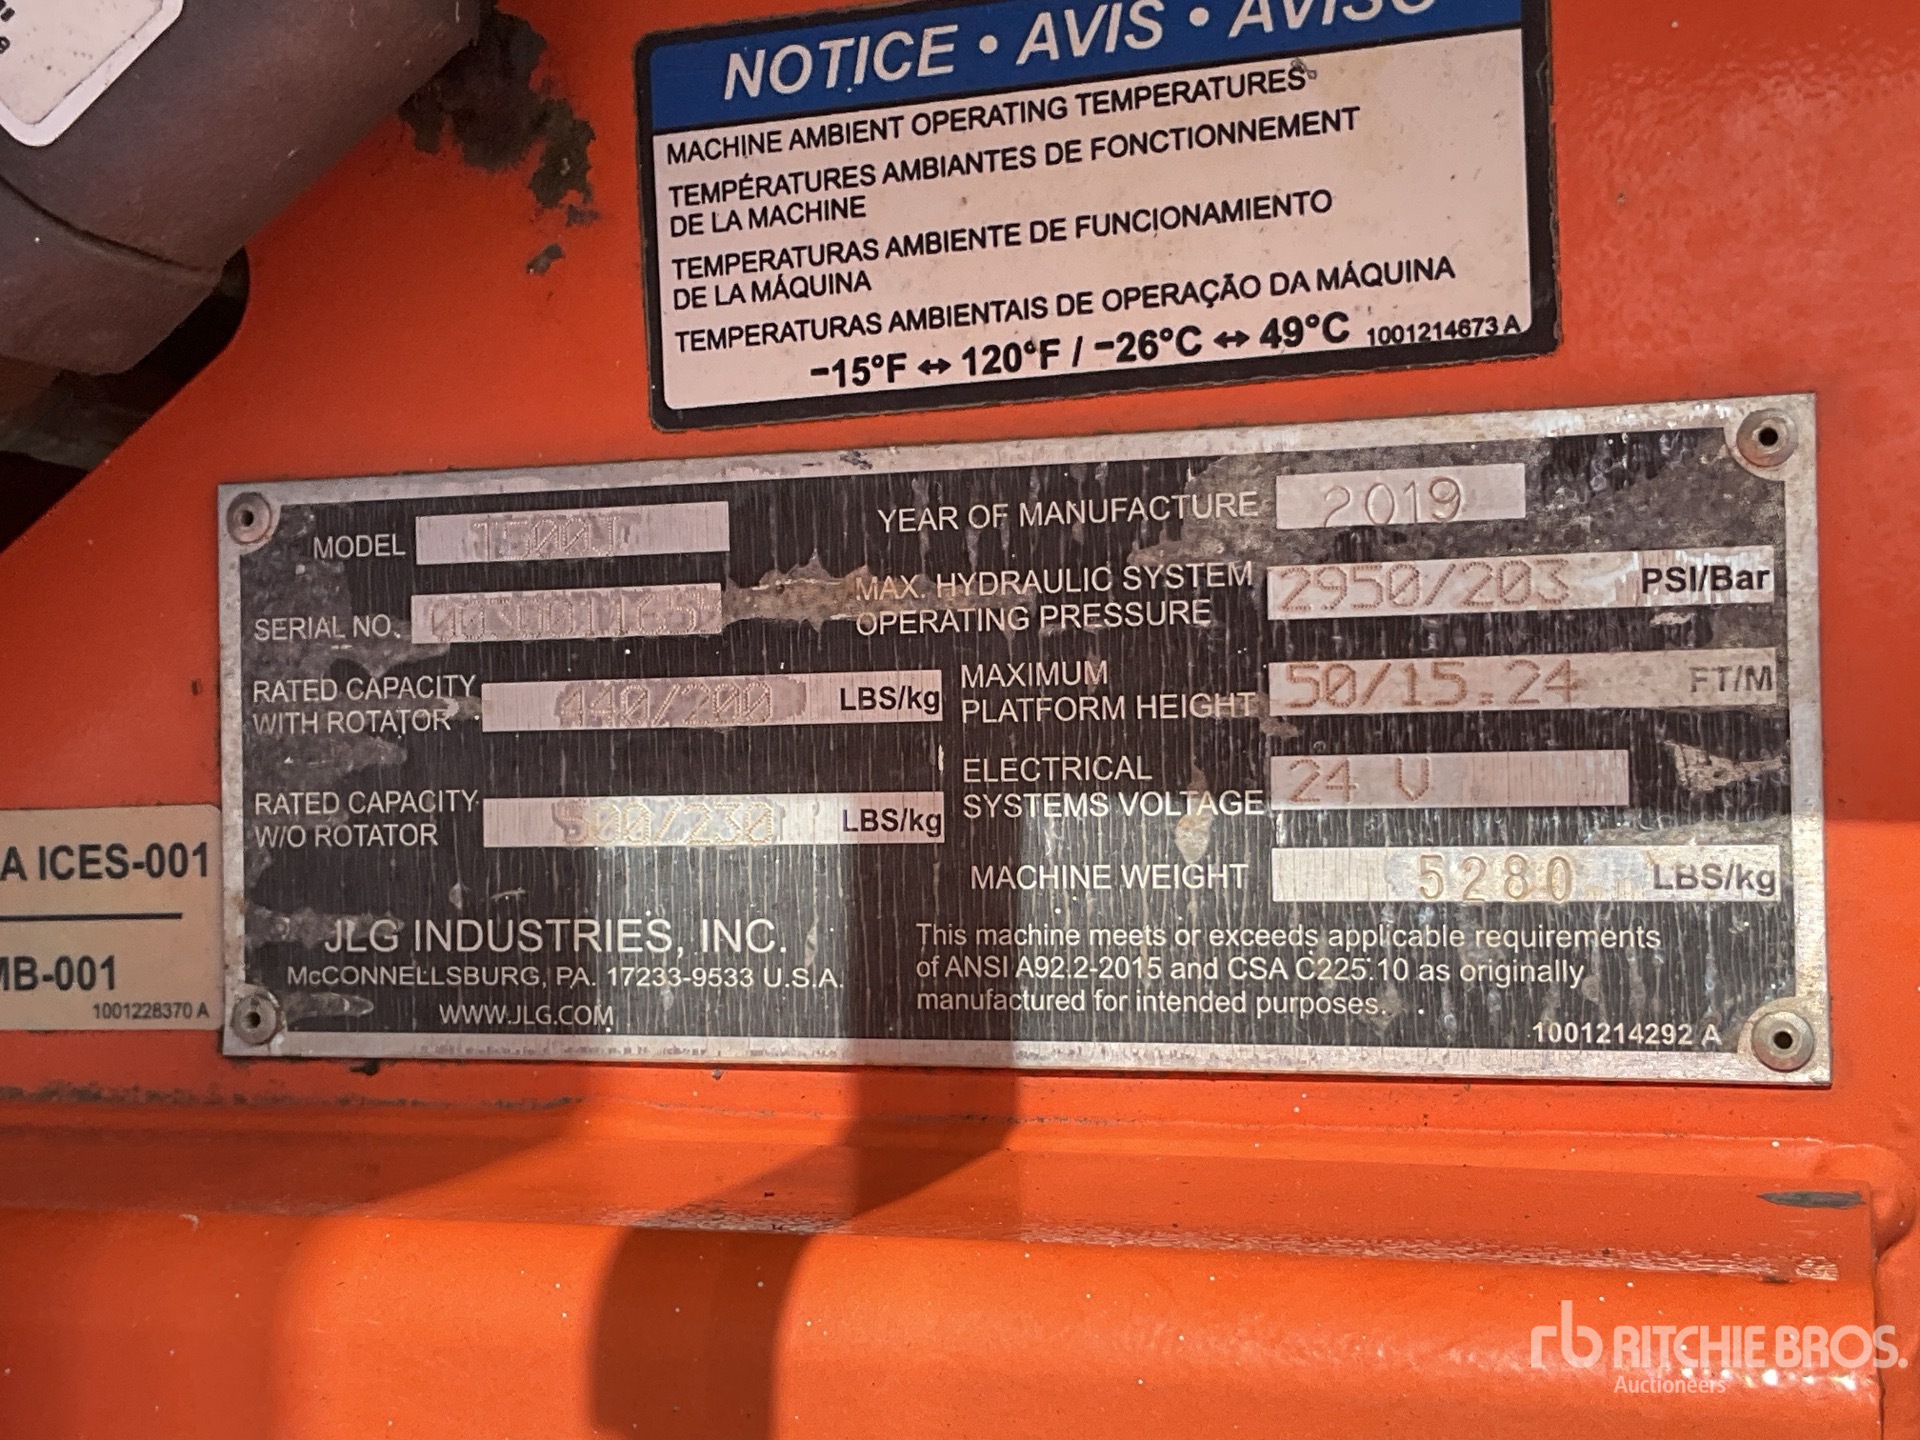 NOTICE • AVIS • AVISO
MACHINE AMBIENT OPERATING TEMPERATURES
TEMPÉRATURES AMBIANTES DE FONCTIONNEMENT
DE LA MACHINE
TEMPERATURAS AMBIENTE DE FUNCIONAMIENTO
DE LA MÁQUINA
TEMPERATURAS AMBIENTAIS DE OPERAÇÃO DA MÁQUINA
-15°F ↔ 120°F / -26°C ↔ 49°C 1001214673 A
MODEL T500J
SERIAL NO.
RATED CAPACITY
WITH ROTATOR 440/200 LBS/kg
RATED CAPACITY
W/O ROTATOR 500/230 LBS/kg
JLG INDUSTRIES, INC.
McCONNELLSBURG, PA. 17233-9533 U.S.A.
WWW.JLG.COM
YEAR OF MANUFACTURE 2019
MAX. HYDRAULIC SYSTEM
OPERATING PRESSURE 2950/203 PSI/Bar
MAXIMUM
PLATFORM HEIGHT 50/15.24 FT/M
ELECTRICAL
SYSTEMS VOLTAGE 24 V
MACHINE WEIGHT 5280 LBS/kg
This machine meets or exceeds applicable requirements
of ANSI A92.2-2015 and CSA C225.10 as originally
manufactured for intended purposes.
1001214292 A
A ICES-001
MB-001
1001228370 A
rb RITCHIE BROS.
Auctioneers